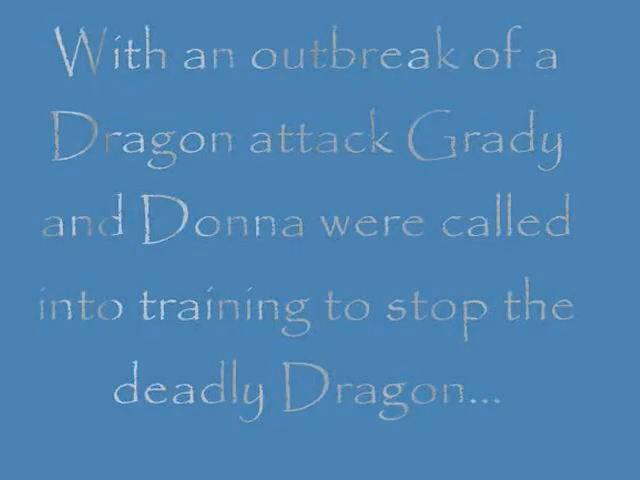 With an outbreak of a
Dragon attack Grady
and Donna were called
into training to stop the
deadly Dragon...